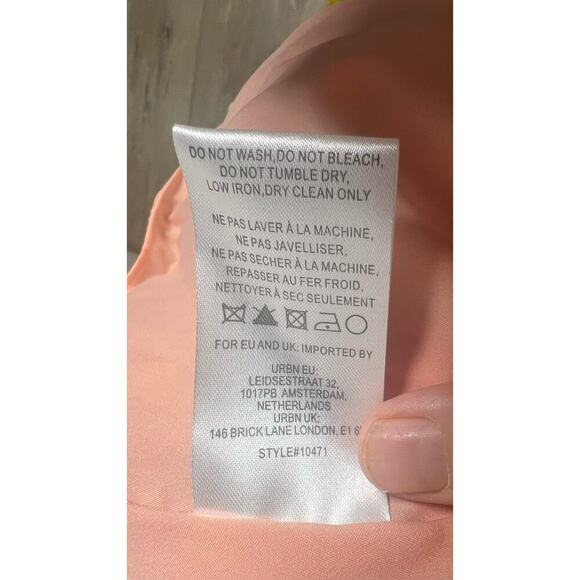 DO NOT WASH,DO NOT BLEACH,
DO NOT TUMBLE DRY,
LOW IRON,DRY CLEAN ONLY
NE PAS LAVER À LA MACHINE,
NE PAS JAVELLISER,
NE PAS SECHER À LA MACHINE,
REPASSER AU FER FROID,
NETTOYER À SEC SEULEMENT
FOR EU AND UK: IMPORTED BY
URBN EU:
LEIDSESTRAAT 32,
1017PB AMSTERDAM,
NETHERLANDS
URBN UK:
146 BRICK LANE LONDON, E1 6
STYLE#10471